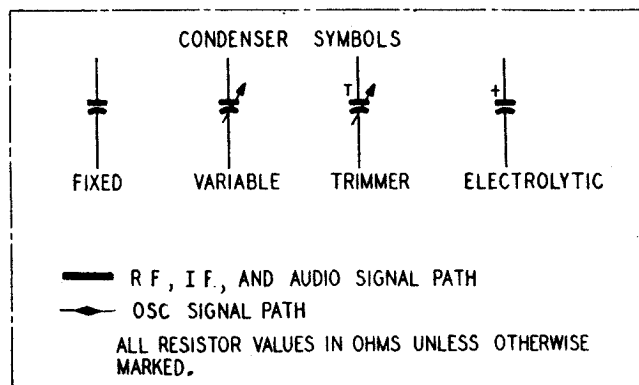 CONDENSER SYMBOLS
T +
FIXED VARIABLE TRIMMER ELECTROLYTIC
R F, I F., AND AUDIO SIGNAL PATH
OSC SIGNAL PATH
ALL RESISTOR VALUES IN OHMS UNLESS OTHERWISE
MARKED.